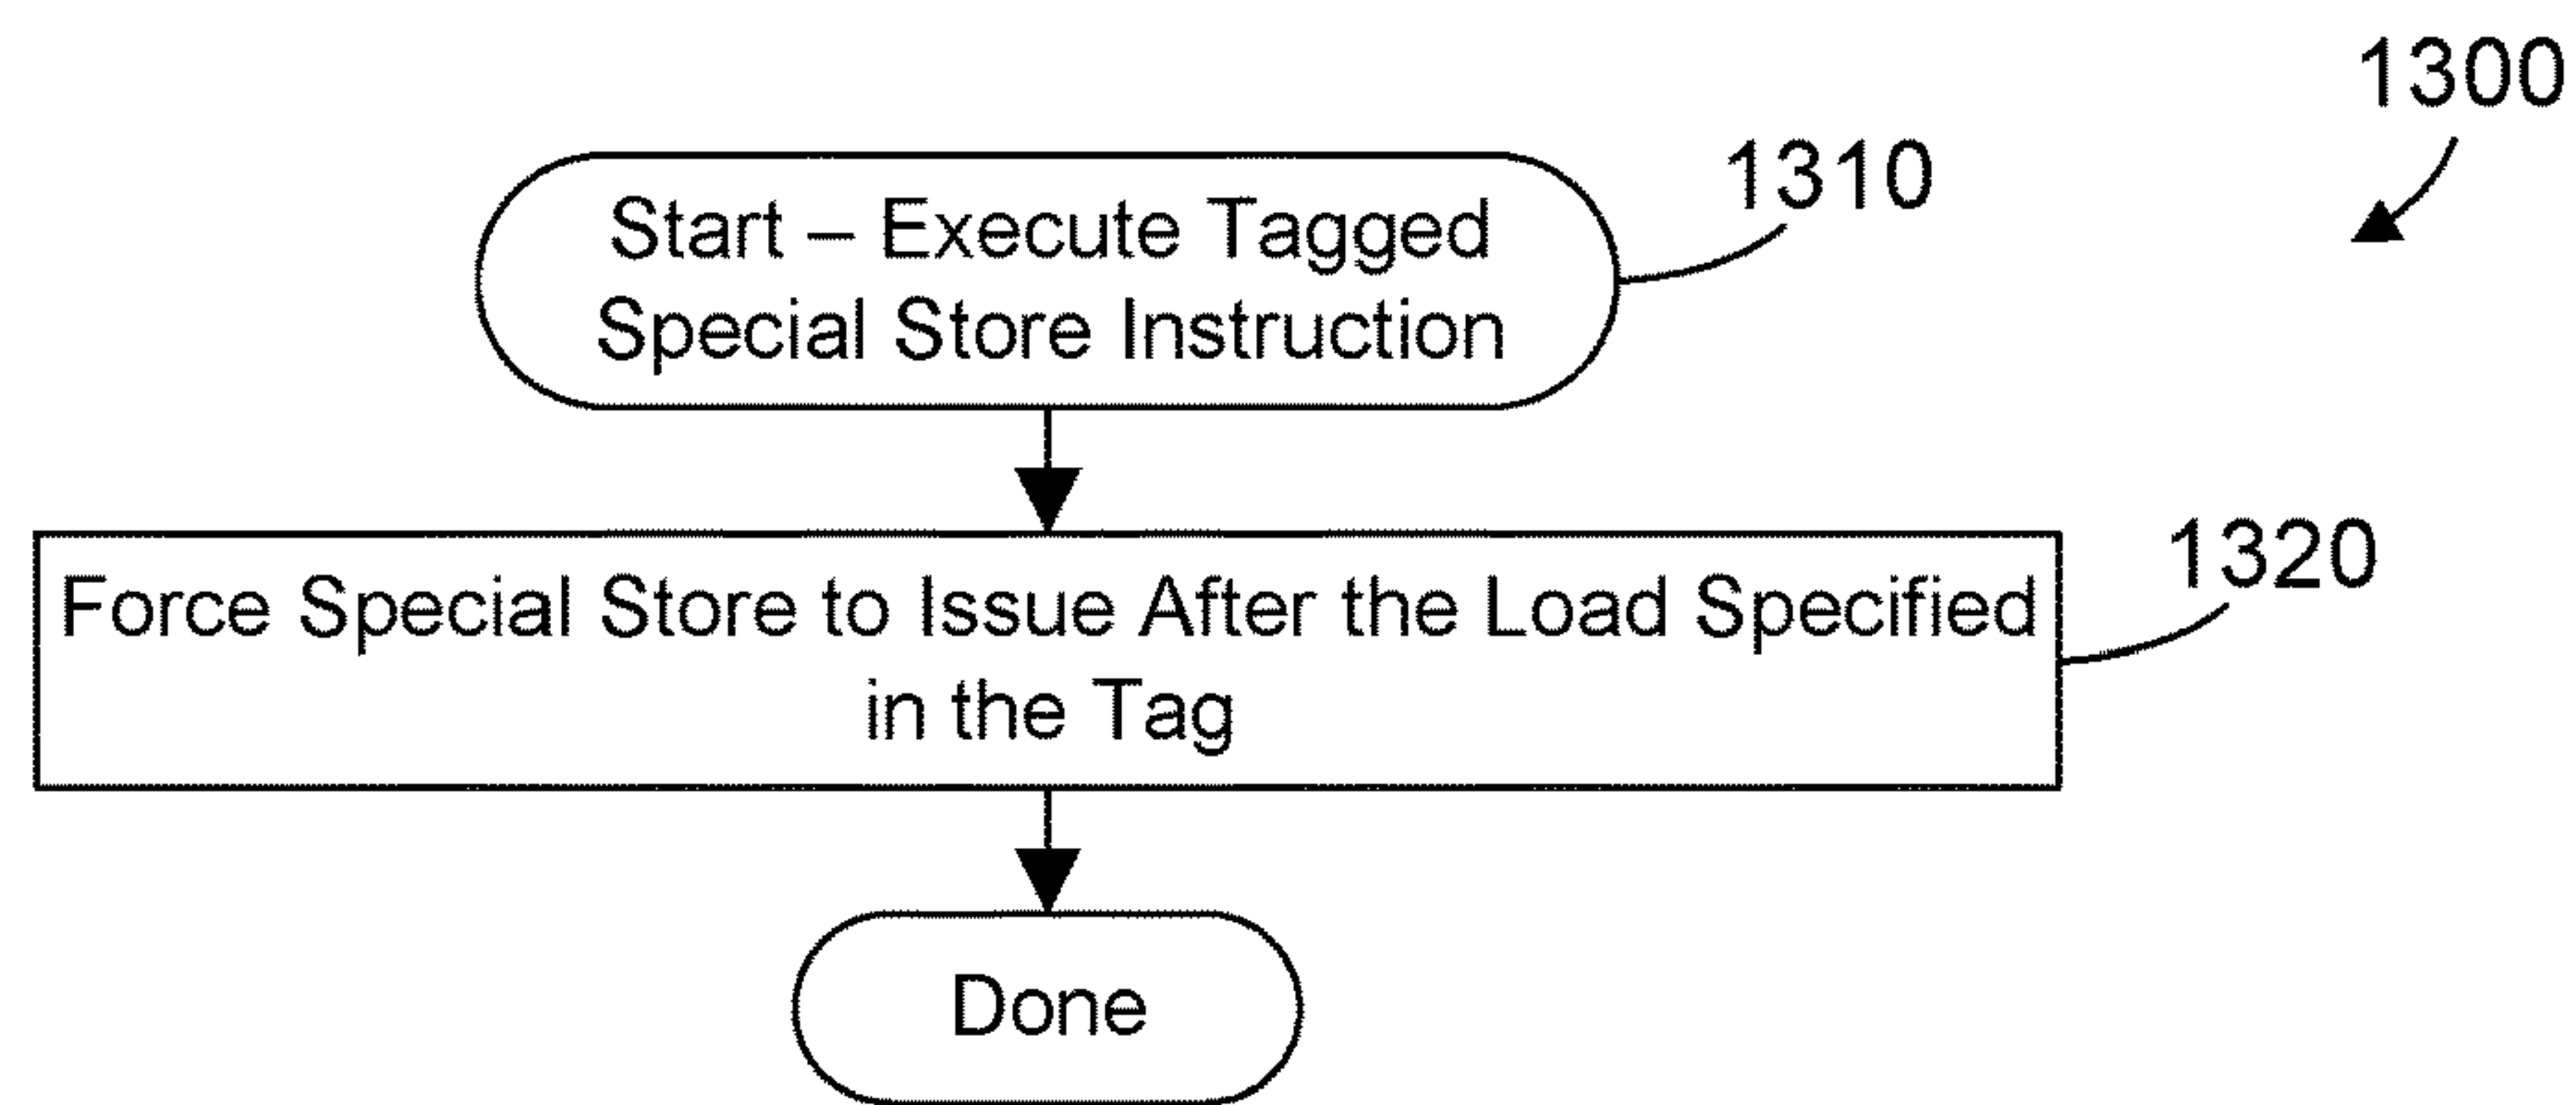 1300
1310
Start – Execute Tagged
Special Store Instruction
1320
Force Special Store to Issue After the Load Specified
in the Tag
Done